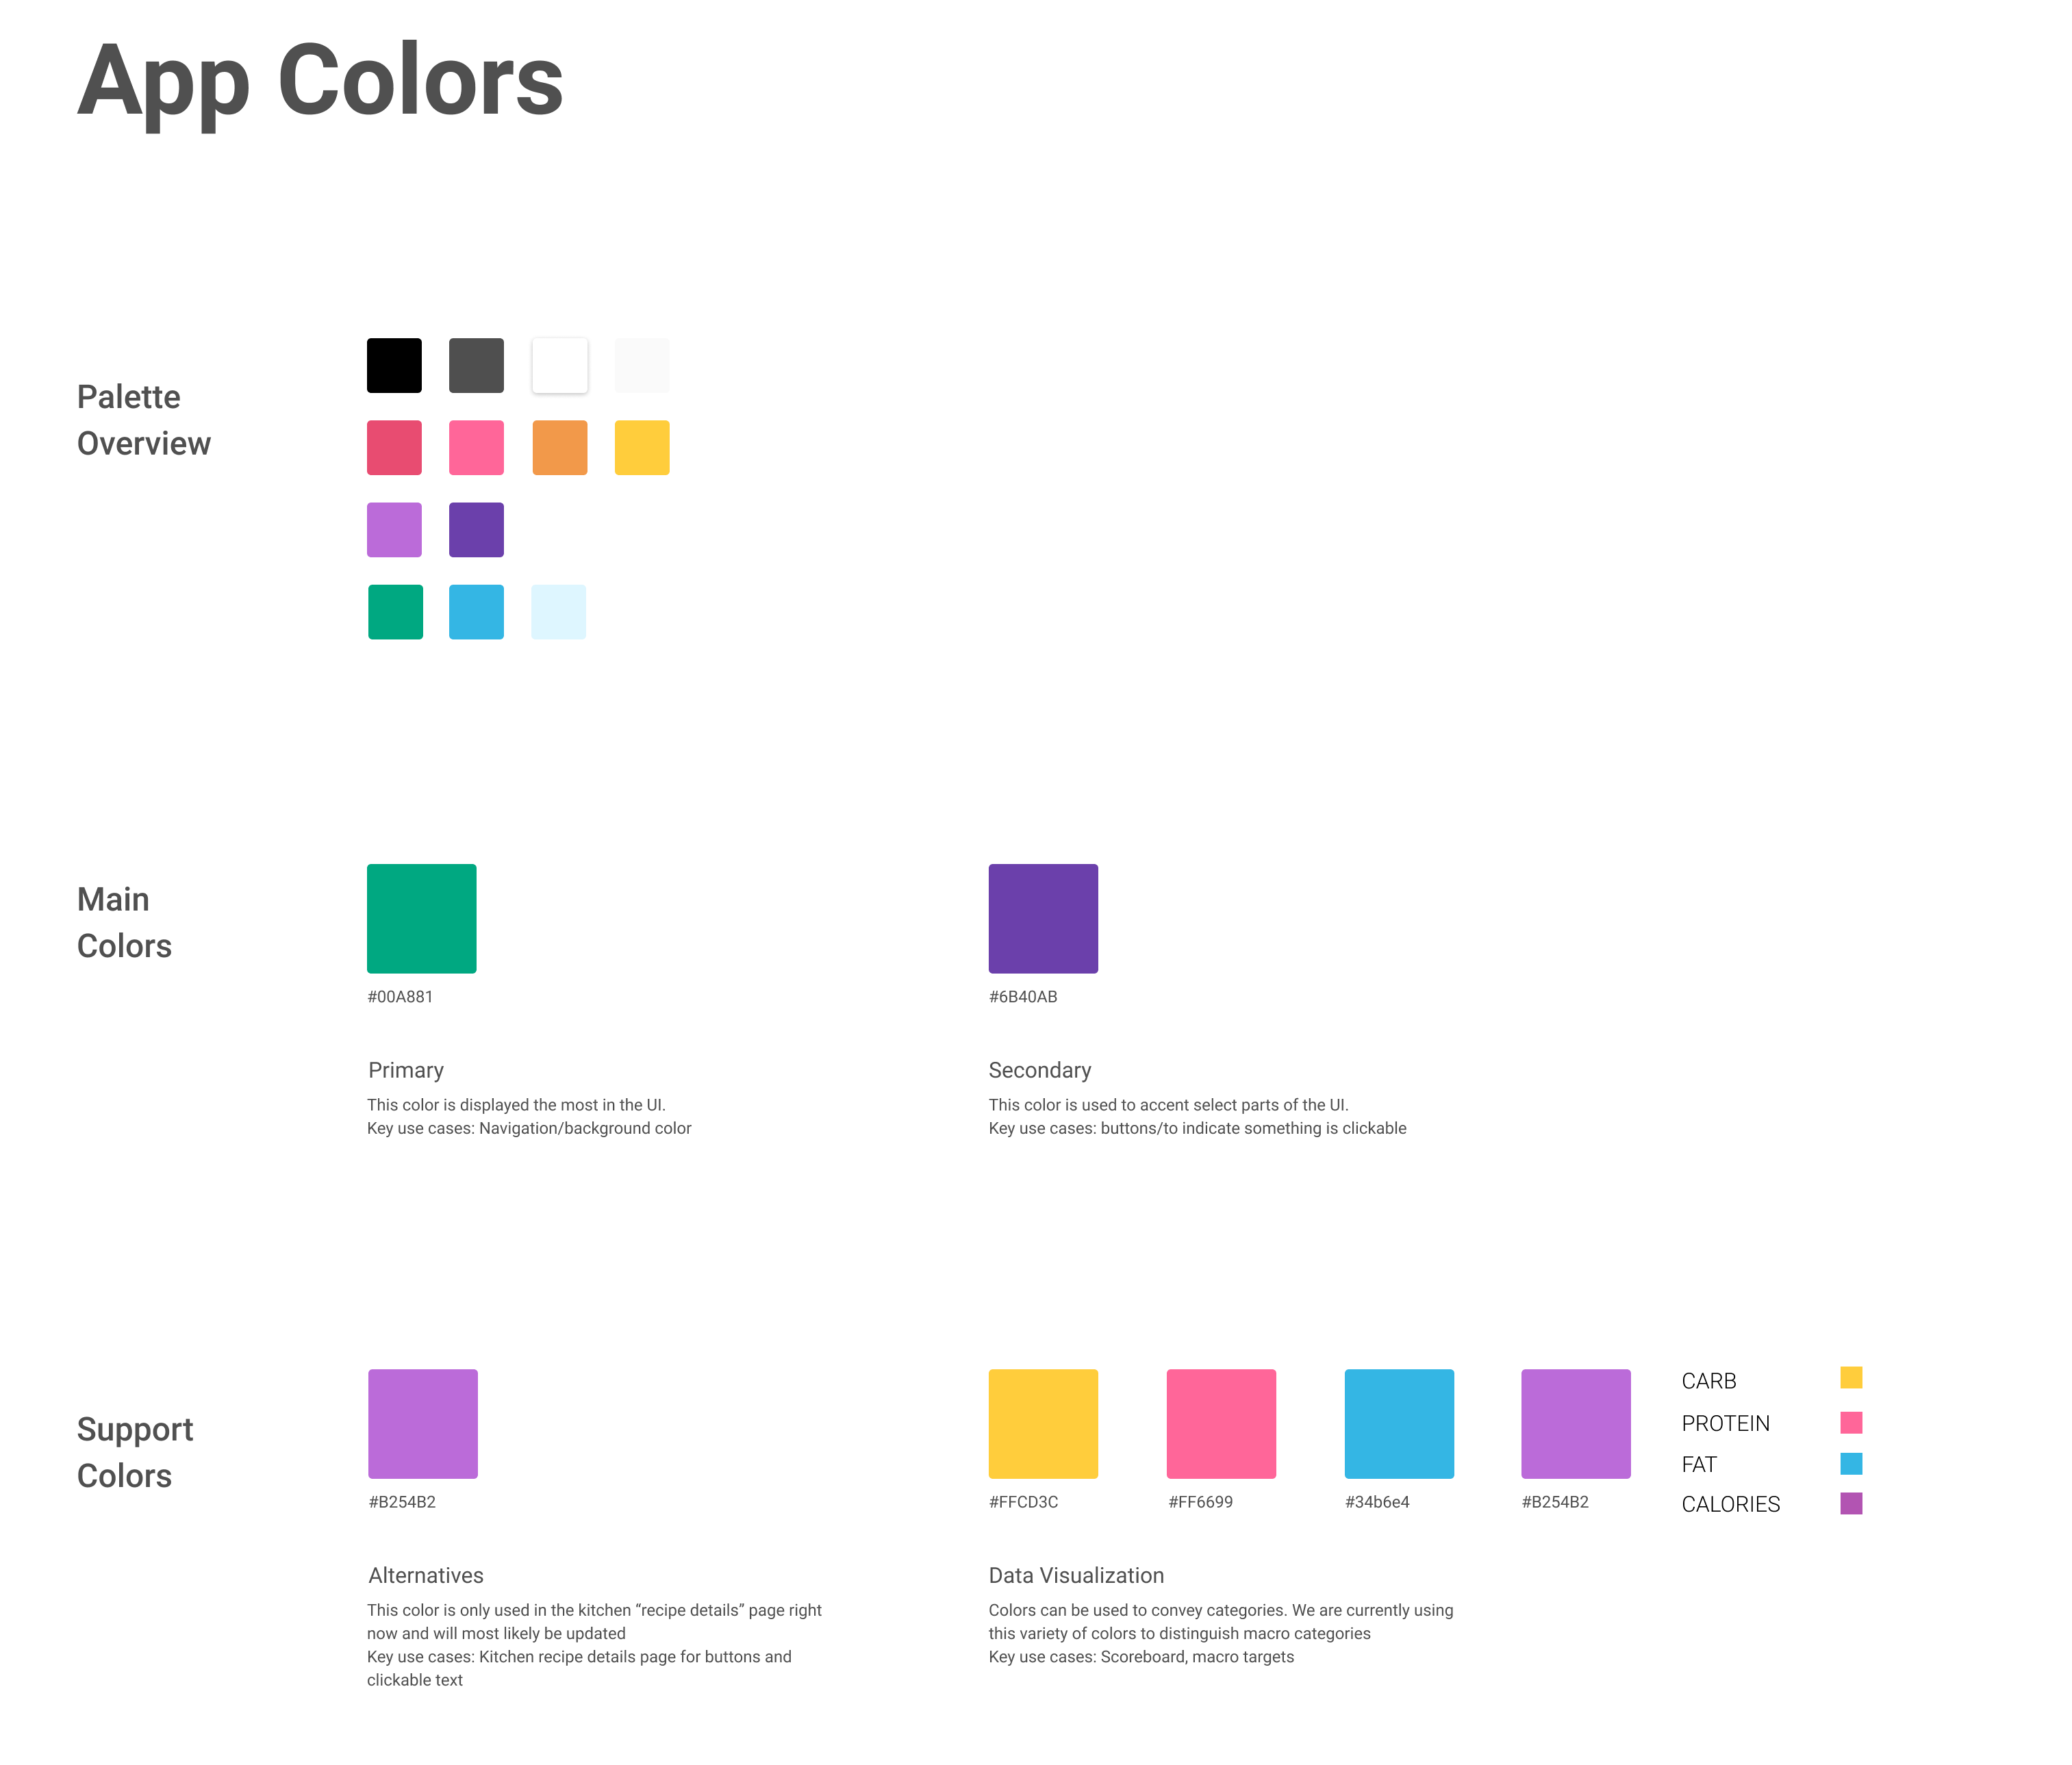 App Colors
Palette
Overview
Main
Colors
#00A881
#6B40AB
Primary
This color is displayed the most in the UI.
Key use cases: Navigation/background color
Secondary
This color is used to accent select parts of the UI.
Key use cases: buttons/to indicate something is clickable
Support
Colors
#B254B2
Alternatives
This color is only used in the kitchen “recipe details” page right
now and will most likely be updated
Key use cases: Kitchen recipe details page for buttons and
clickable text
#FFCD3C
#FF6699
#34b6e4
#B254B2
CARB
PROTEIN
FAT
CALORIES
Data Visualization
Colors can be used to convey categories. We are currently using
this variety of colors to distinguish macro categories
Key use cases: Scoreboard, macro targets